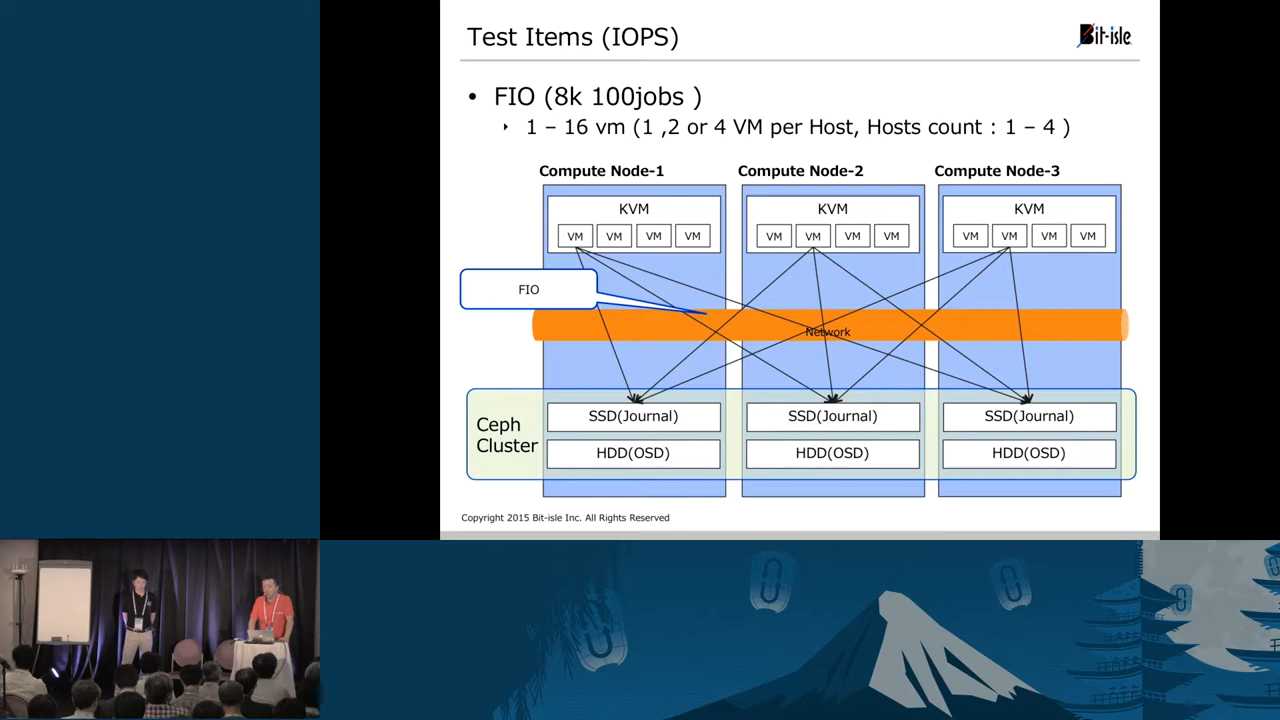 Test Items (IOPS)
Bit-isle
• FIO (8k 100jobs )
‣ 1 – 16 vm (1 ,2 or 4 VM per Host, Hosts count : 1 – 4 )
Compute Node-1 Compute Node-2 Compute Node-3
KVM KVM KVM
VM VM VM VM VM VM VM VM VM VM VM VM
FIO
Network
Ceph
Cluster
SSD(Journal) SSD(Journal) SSD(Journal)
HDD(OSD) HDD(OSD) HDD(OSD)
Copyright 2015 Bit-isle Inc. All Rights Reserved